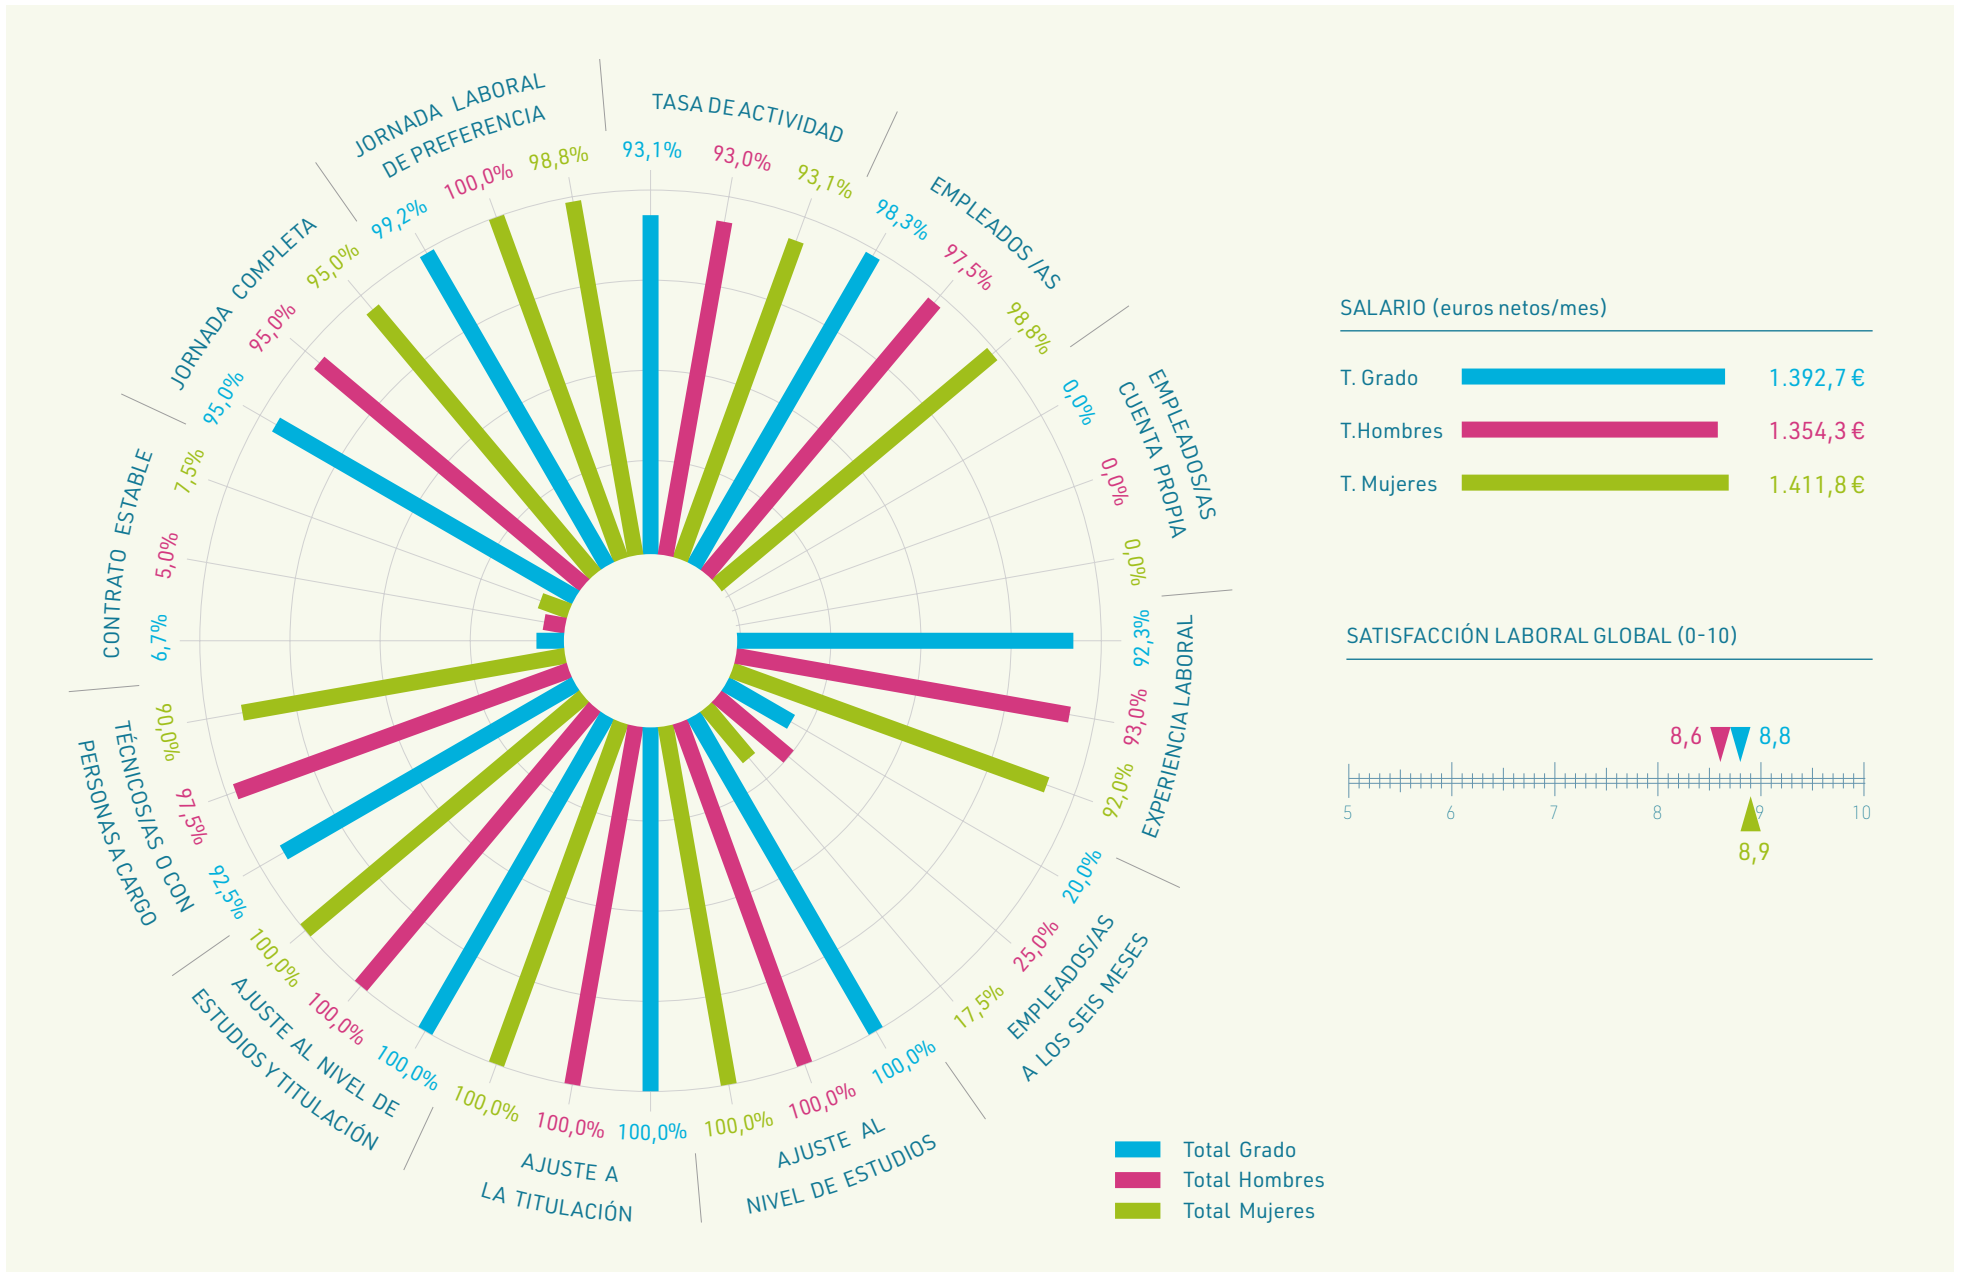 TASA DE ACTIVIDAD
93,1%
93,0%
93,1%
EMPLEADOS /AS
98,3%
97,5%
98,8%
EMPLEADOS/AS
CUENTA PROPIA
0,0%
0,0%
0,0%
EXPERIENCIA LABORAL
92,3%
93,0%
92,0%
EMPLEADOS/AS
A LOS SEIS MESES
20,0%
25,0%
17,5%
AJUSTE AL
NIVEL DE ESTUDIOS
100,0%
100,0%
100,0%
AJUSTE A
LA TITULACIÓN
100,0%
100,0%
100,0%
AJUSTE AL NIVEL DE
ESTUDIOS Y TITULACIÓN
100,0%
100,0%
100,0%
TÉCNICOS/AS O CON
PERSONAS A CARGO
92,5%
97,5%
90,0%
CONTRATO ESTABLE
6,7%
5,0%
7,5%
JORNADA COMPLETA
95,0%
95,0%
95,0%
JORNADA LABORAL
DE PREFERENCIA
99,2%
100,0%
98,8%
SALARIO (euros netos/mes)
T. Grado 1.392,7 €
T.Hombres 1.354,3 €
T. Mujeres 1.411,8 €
SATISFACCIÓN LABORAL GLOBAL (0-10)
8,6 8,8
5 6 7 8 9 10
8,9
Total Grado
Total Hombres
Total Mujeres